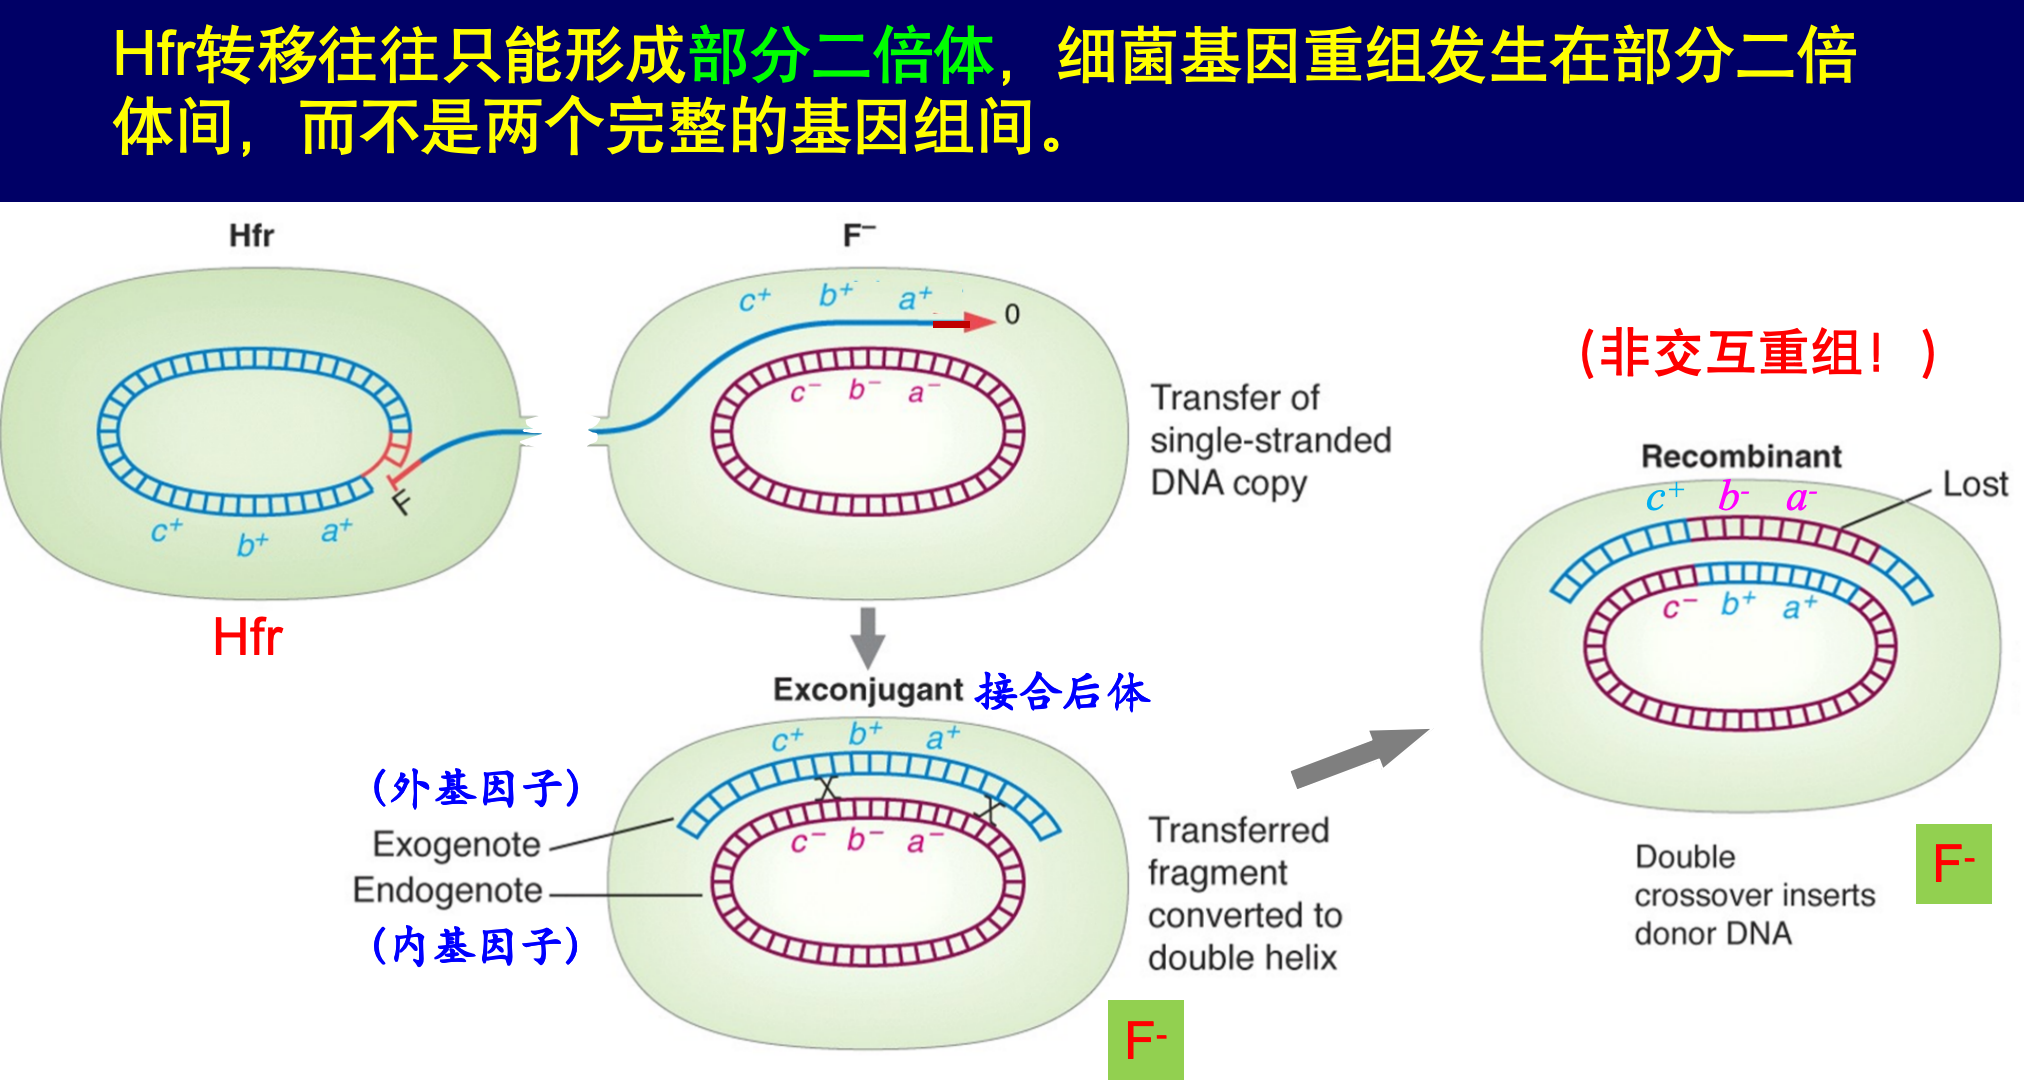 Hfr转移往往只能形成部分二倍体，细菌基因重组发生在部分二倍
体间，而不是两个完整的基因组间。
Hfr
F⁻
c⁺ b⁺ a⁺
0
c⁻ b⁻ a⁻
F
c⁺ b⁺ a⁺
Hfr
Transfer of
single-stranded
DNA copy
Exconjugant 接合后体
c⁺ b⁺ a⁺
X X
c⁻ b⁻ a⁻
(外基因子)
Exogenote
Endogenote
(内基因子)
Transferred
fragment
converted to
double helix
F⁻
(非交互重组！)
Recombinant
Lost
c⁺ b⁻ a⁻
c⁻ b⁺ a⁺
Double
crossover inserts
donor DNA
F⁻